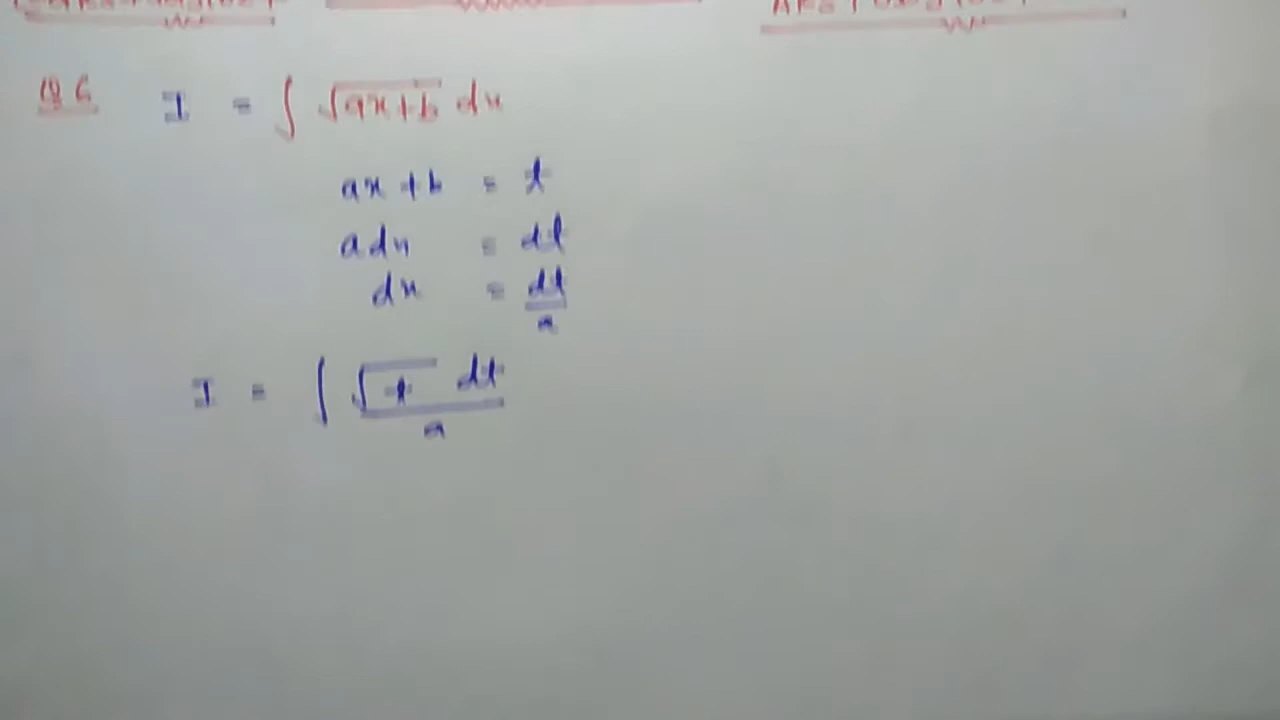 Q 6 I = ∫ √(ax+b) dx
ax + b = t
a dx = dt
dx = dt/a
I = ∫ √t dt / a